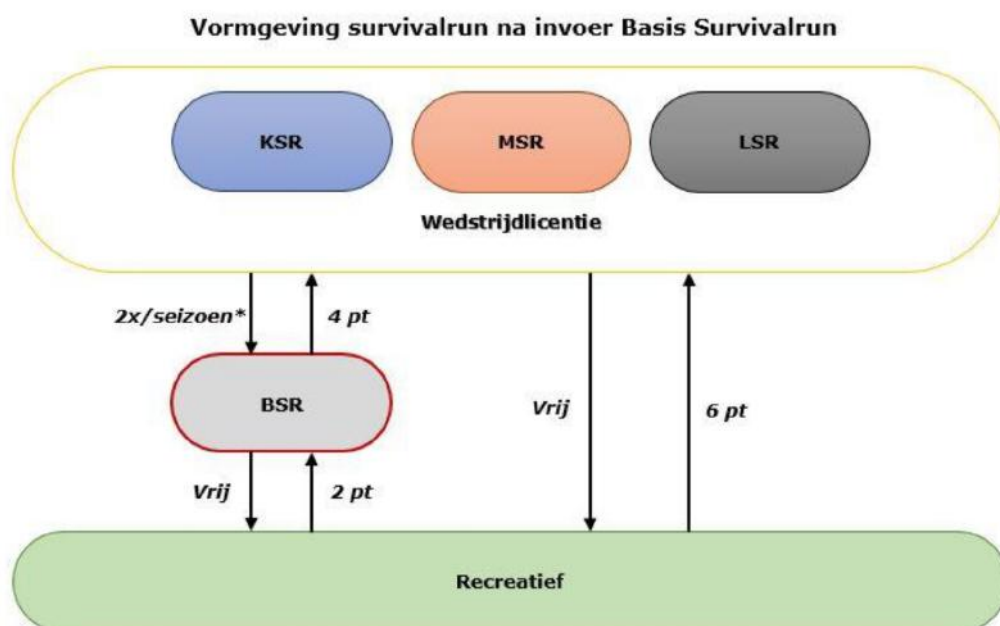 Vormgeving survivalrun na invoer Basis Survivalrun
KSR
MSR
LSR
Wedstrijdlicentie
2x/seizoen*
4 pt
BSR
Vrij
6 pt
Vrij
2 pt
Recreatief